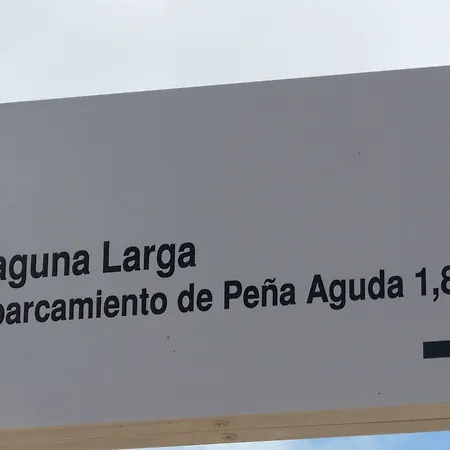 aguna Larga
parcamiento de Peña Aguda 1,8